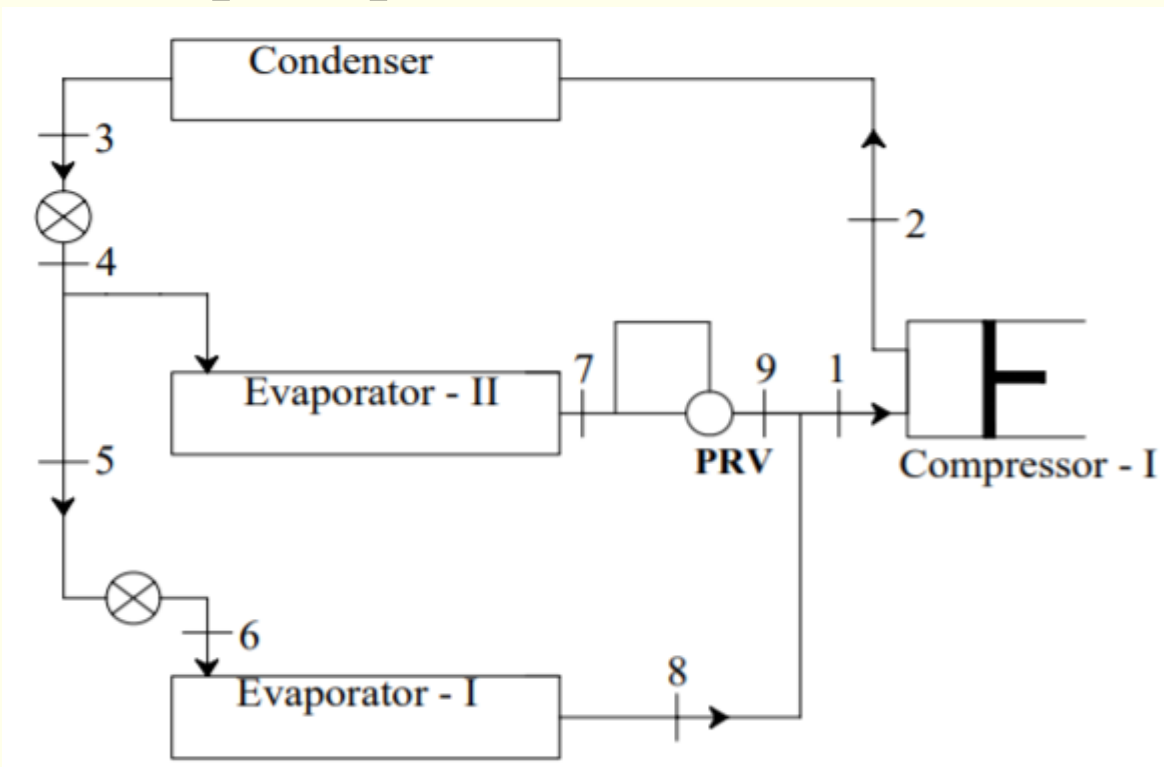 Condenser
3
4
2
Evaporator - II
7
9
1
PRV
Compressor - I
5
6
Evaporator - I
8